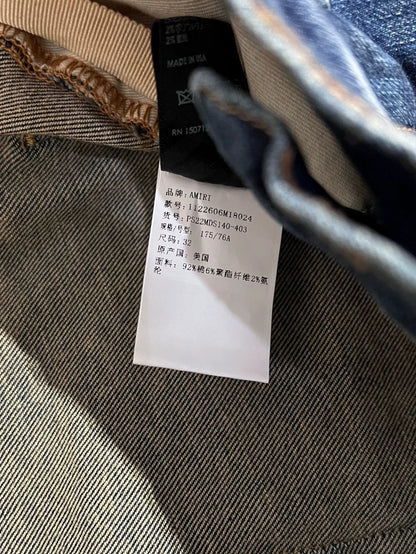 MADE IN USA
RN 15071
品牌: AMIRI
款号: 1122606M18024
货号: PS22MDS140-403
规格/号型: 175/76A
尺码: 32
原产国: 美国
面料: 92%棉6%聚酯纤维2%氨
纶